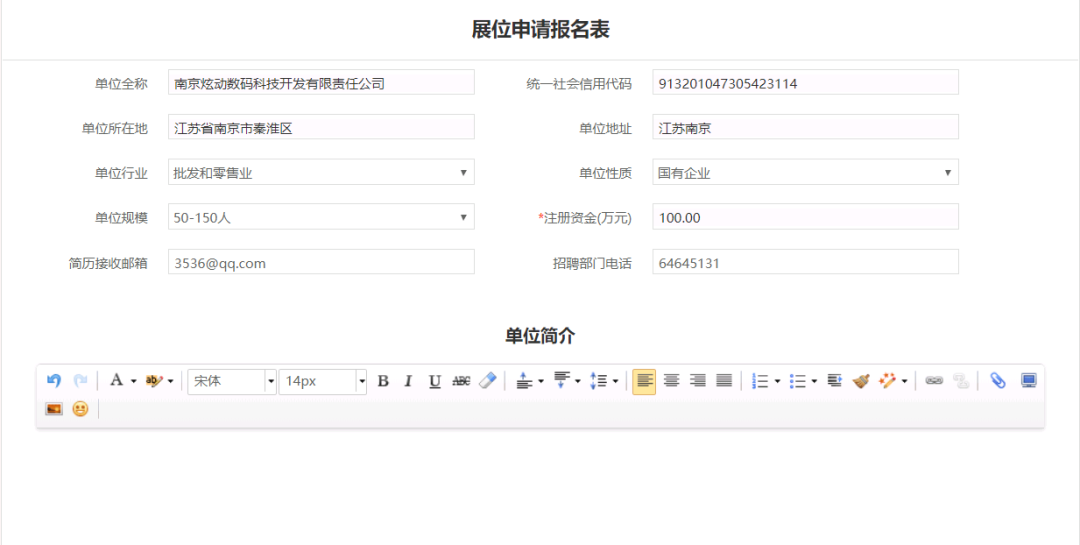 展位申请报名表
单位全称 南京炫动数码科技开发有限责任公司 统一社会信用代码 913201047305423114
单位所在地 江苏省南京市秦淮区 单位地址 江苏南京
单位行业 批发和零售业 单位性质 国有企业
单位规模 50-150人 *注册资金(万元) 100.00
简历接收邮箱 3536@qq.com 招聘部门电话 64645131
单位简介
A ab 宋体 14px B I U ABC